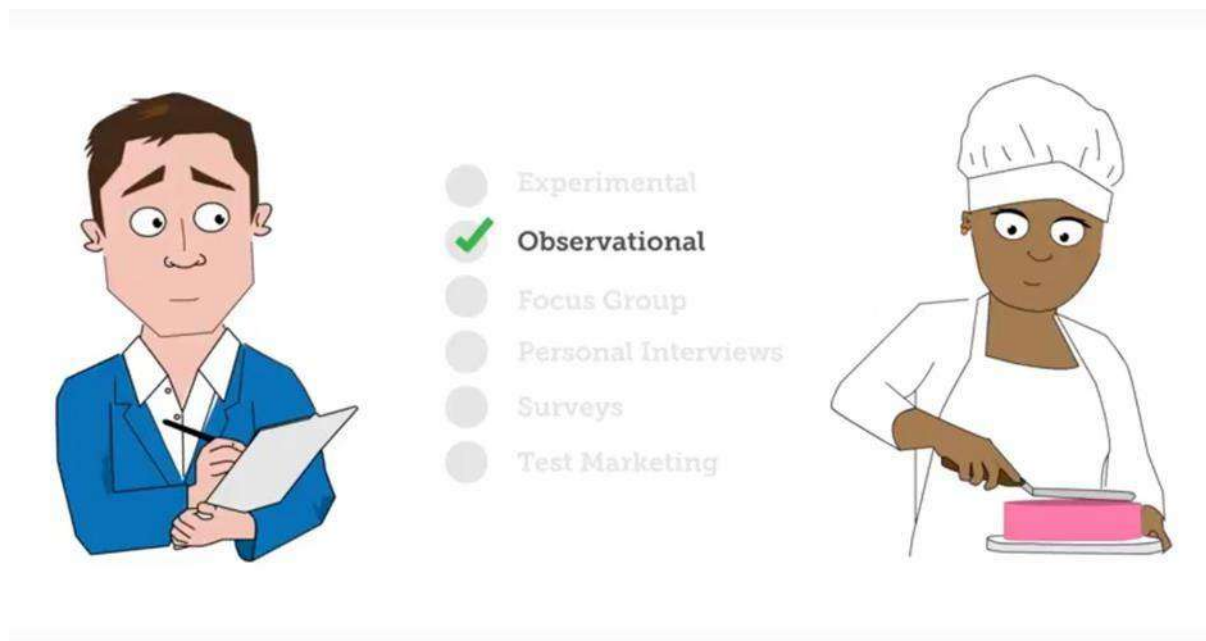 Experimental
Observational
Focus Group
Personal Interviews
Surveys
Test Marketing